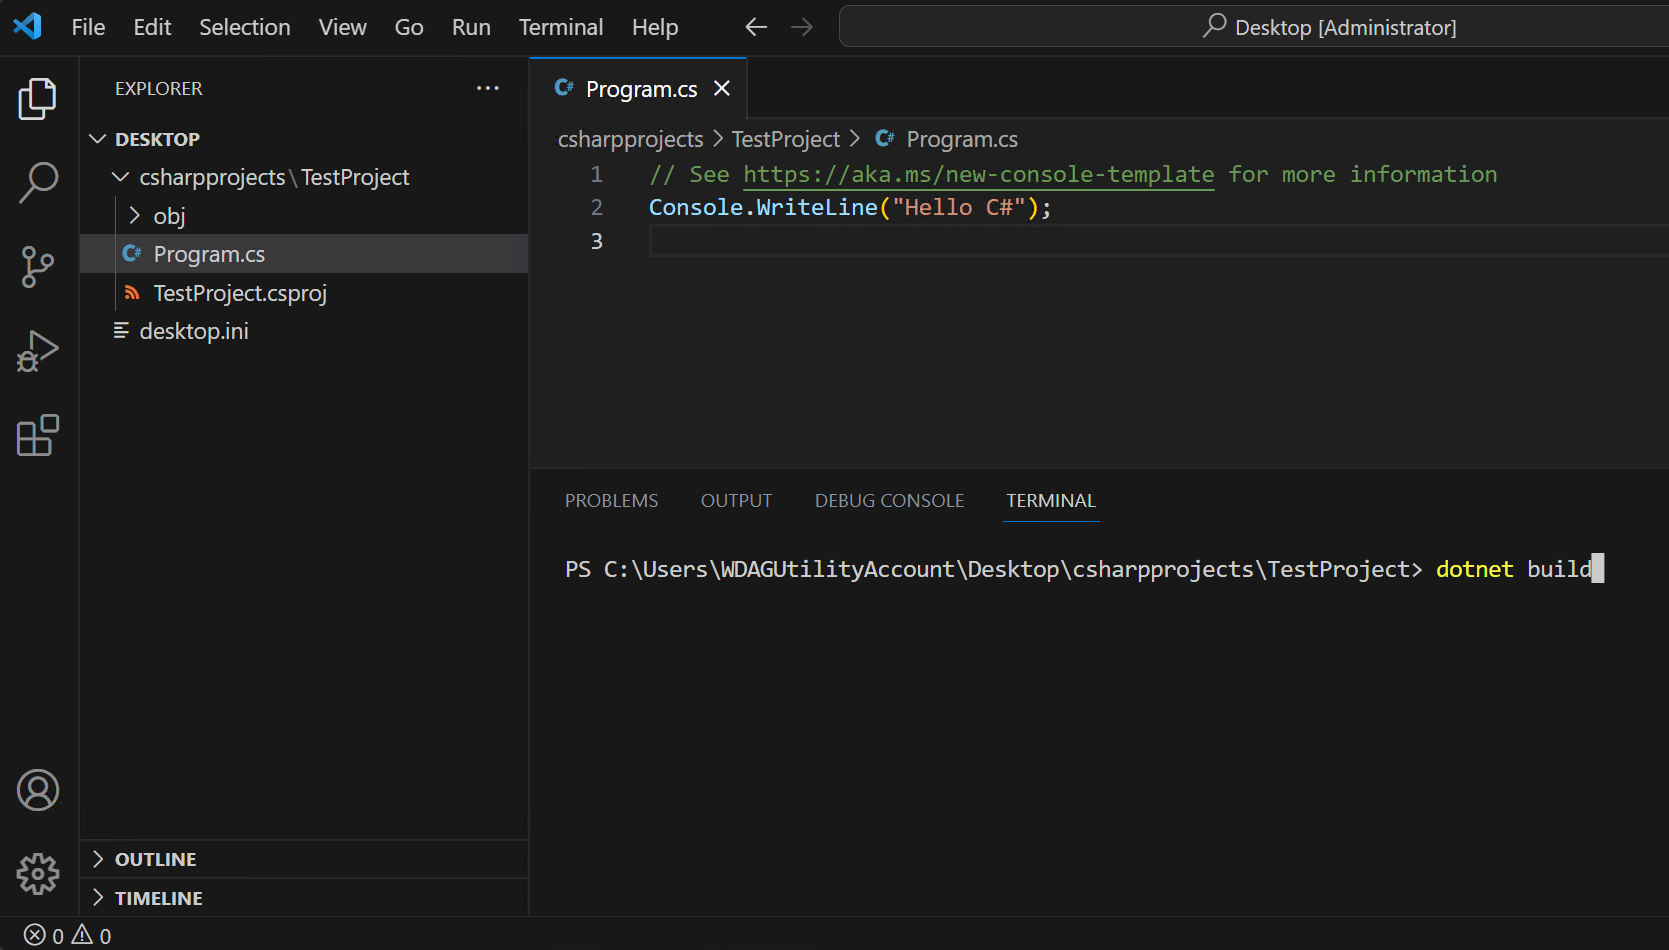 File Edit Selection View Go Run Terminal Help
Desktop [Administrator]
EXPLORER
DESKTOP
csharpprojects\TestProject
obj
C# Program.cs
TestProject.csproj
desktop.ini
OUTLINE
TIMELINE
C# Program.cs
csharpprojects > TestProject > C# Program.cs
1 // See https://aka.ms/new-console-template for more information
2 Console.WriteLine("Hello C#");
3
PROBLEMS OUTPUT DEBUG CONSOLE TERMINAL
PS C:\Users\WDAGUtilityAccount\Desktop\csharpprojects\TestProject> dotnet build
0 0